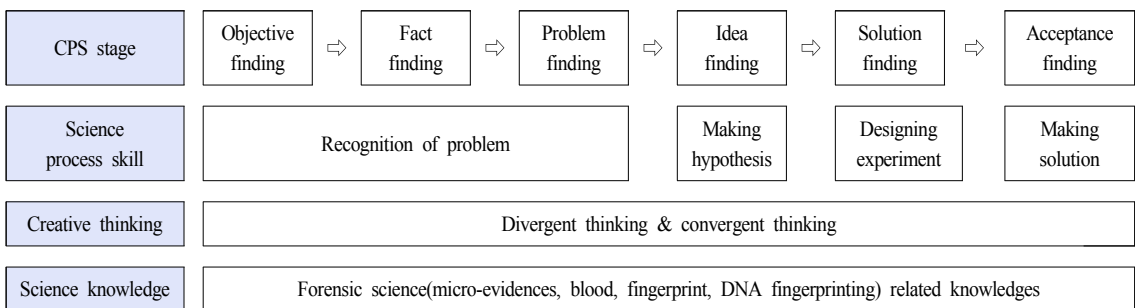 CPS stage
Objective
finding
⇨
Fact
finding
⇨
Problem
finding
⇨
Idea
finding
⇨
Solution
finding
⇨
Acceptance
finding
Science
process skill
Recognition of problem
Making
hypothesis
Designing
experiment
Making
solution
Creative thinking
Divergent thinking & convergent thinking
Science knowledge
Forensic science(micro-evidences, blood, fingerprint, DNA fingerprinting) related knowledges